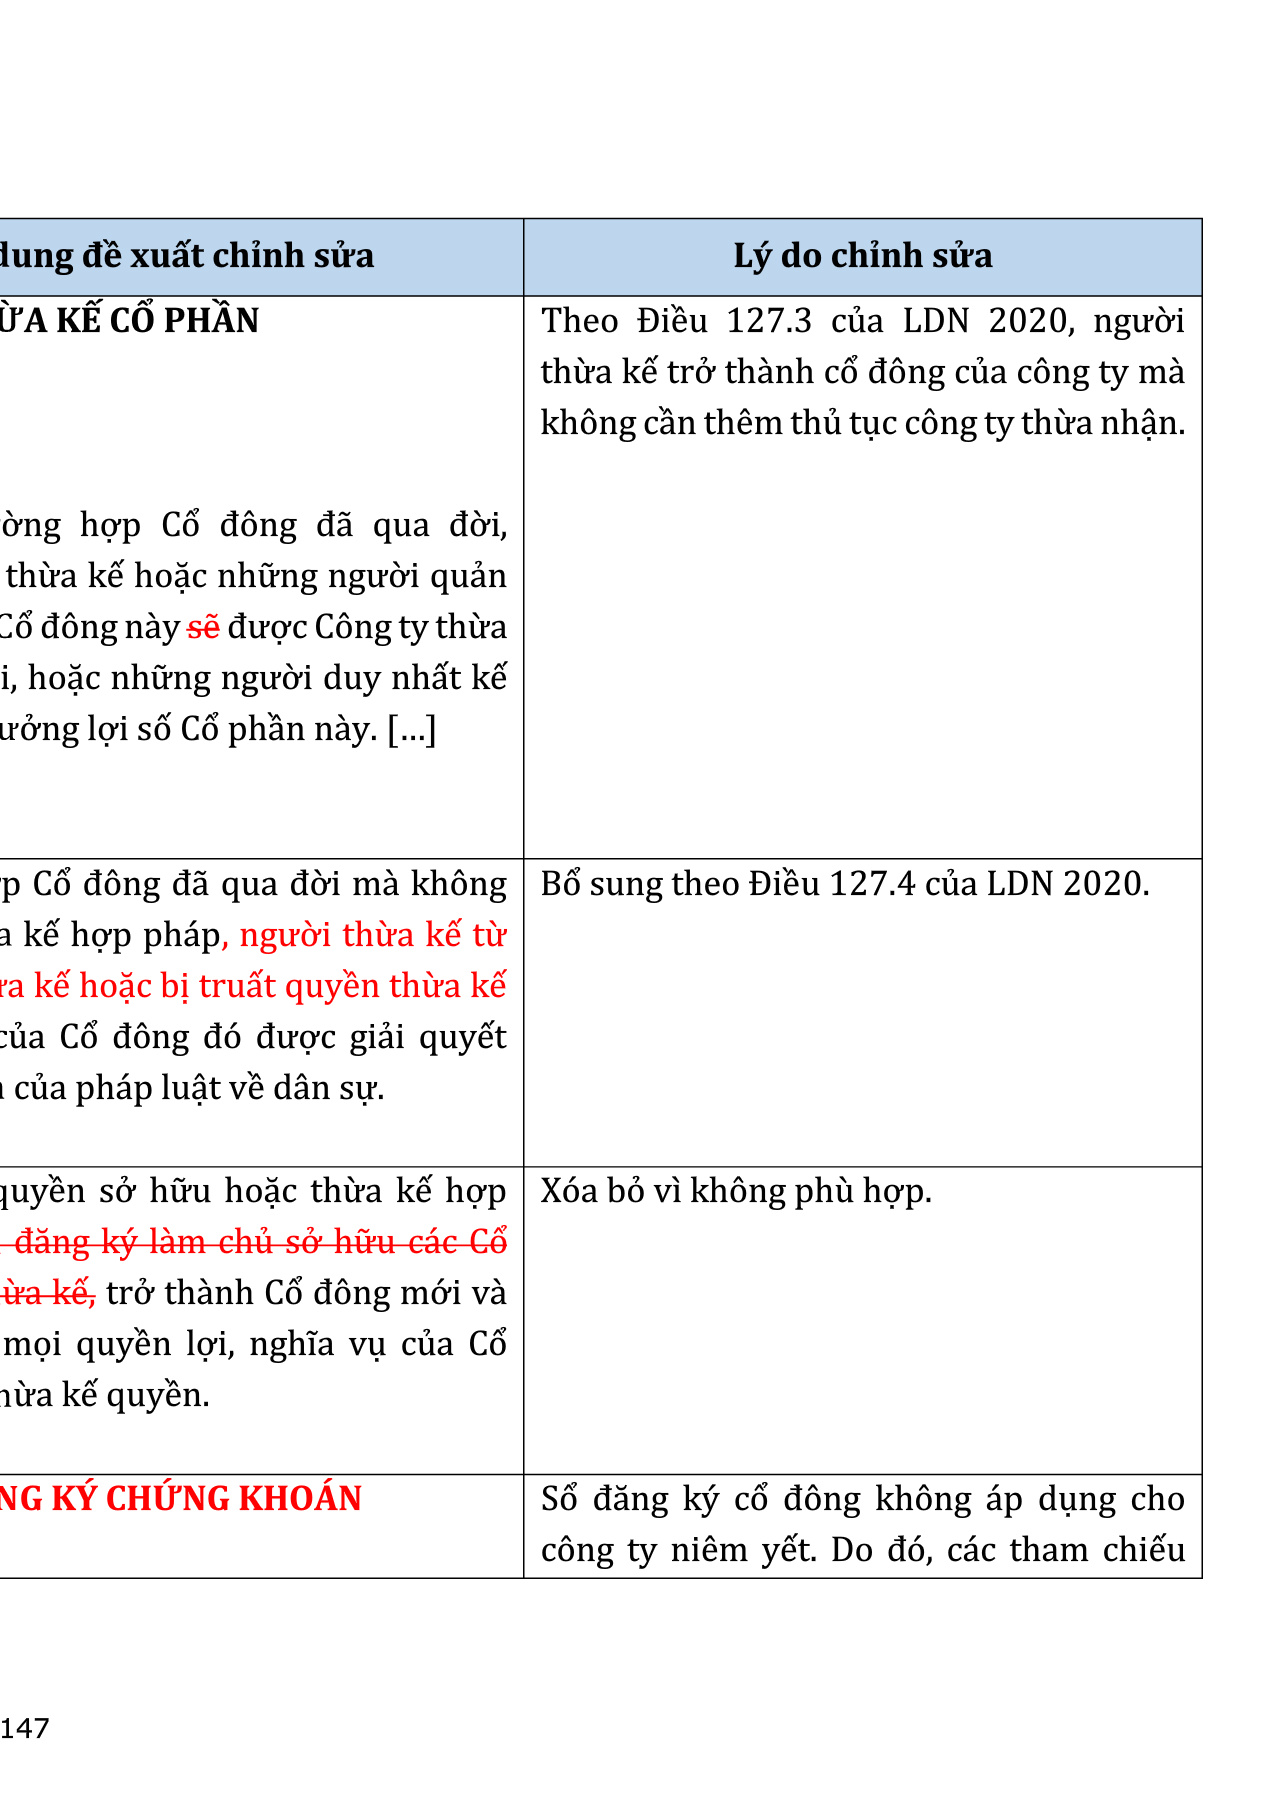 dung đề xuất chỉnh sửa
Lý do chỉnh sửa
ỪA KẾ CỔ PHẦN
ờng hợp Cổ đông đã qua đời,
thừa kế hoặc những người quản
Cổ đông này sẽ được Công ty thừa
i, hoặc những người duy nhất kế
ưởng lợi số Cổ phần này. […]
Theo Điều 127.3 của LDN 2020, người
thừa kế trở thành cổ đông của công ty mà
không cần thêm thủ tục công ty thừa nhận.
ợp Cổ đông đã qua đời mà không
a kế hợp pháp, người thừa kế từ
ừa kế hoặc bị truất quyền thừa kế
của Cổ đông đó được giải quyết
của pháp luật về dân sự.
Bổ sung theo Điều 127.4 của LDN 2020.
quyền sở hữu hoặc thừa kế hợp
, đăng ký làm chủ sở hữu các Cổ
ừa kế, trở thành Cổ đông mới và
mọi quyền lợi, nghĩa vụ của Cổ
hừa kế quyền.
Xóa bỏ vì không phù hợp.
NG KÝ CHỨNG KHOÁN
Sổ đăng ký cổ đông không áp dụng cho
công ty niêm yết. Do đó, các tham chiếu
147